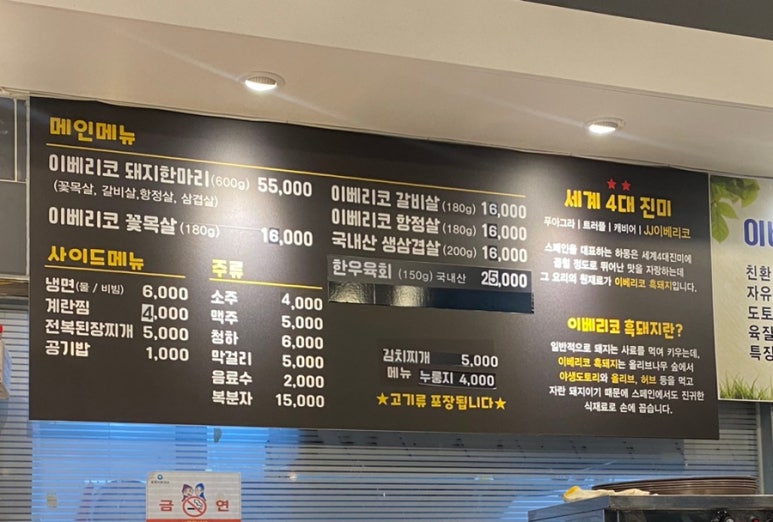 메인메뉴
이베리코 돼지한마리(600g) 55,000
(꽃목살, 갈비살,항정살, 삼겹살)
이베리코 꽃목살 (180g) 16,000
이베리코 갈비살 (180g) 16,000
이베리코 항정살 (180g) 16,000
국내산 생삼겹살 (200g) 16,000
한우육회 (150g) 국내산 25,000
사이드메뉴
냉면(물 / 비빔) 6,000
계란찜 4,000
전복된장찌개 5,000
공기밥 1,000
주류
소주 4,000
맥주 5,000
청하 6,000
막걸리 5,000
음료수 2,000
복분자 15,000
김치찌개 5,000
메뉴 누룽지 4,000
★고기류 포장됩니다★
★★
세계 4대 진미
푸아그라 | 트러플 | 캐비어 | JJ이베리코
스페인을 대표하는 하몽은 세계4대진미에
꼽힐 정도로 뛰어난 맛을 자랑하는데
그 요리의 원재료가 이베리코 흑돼지입니다.
이베리코 흑돼지란?
일반적으로 돼지는 사료를 먹여 키우는데,
이베리코 흑돼지는 올리브나무 숲에서
야생도토리와 올리브, 허브 등을 먹고
자란 돼지이기 때문에 스페인에서도 진귀한
식재료로 손에 꼽습니다.
이베
친환
자유
도토
육질
특징
금 연